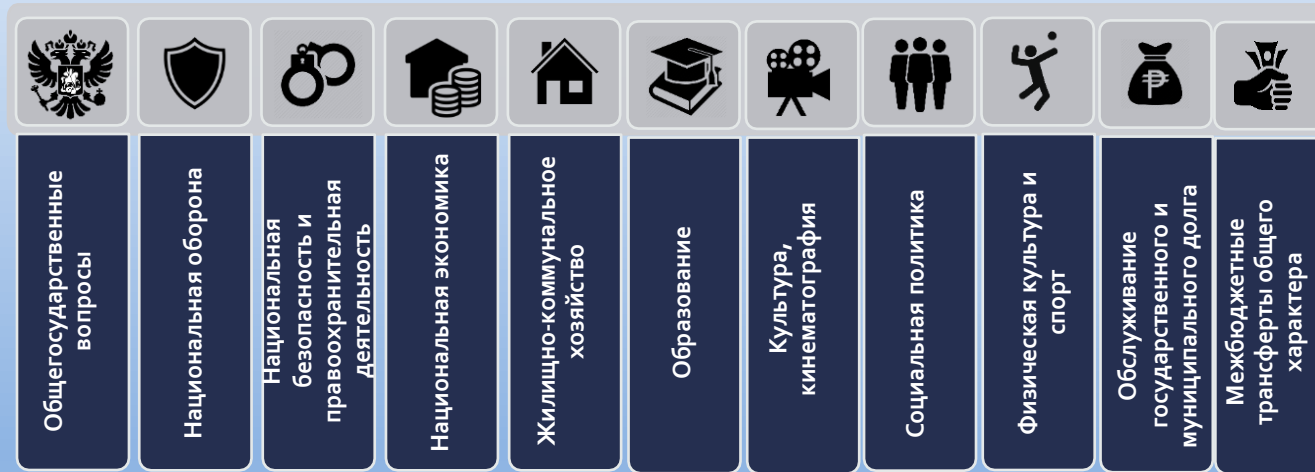 Общегосударственные
вопросы
Национальная оборона
Национальная
безопасность и
правоохранительная
деятельность
Национальная экономика
Жилищно-коммунальное
хозяйство
Образование
Культура,
кинематография
Социальная политика
Физическая культура и
спорт
Обслуживание
государственного и
муниципального долга
Межбюджетные
трансферты общего
характера